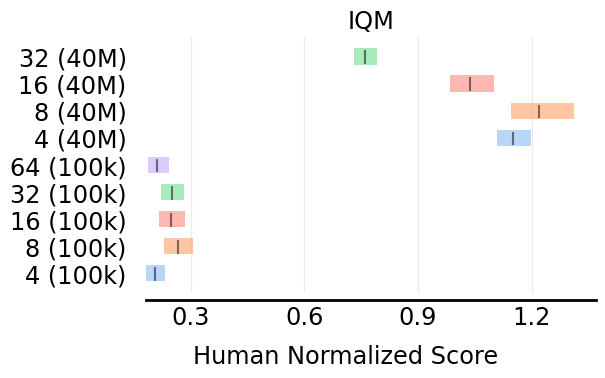 IQM
32 (40M)
16 (40M)
8 (40M)
4 (40M)
64 (100k)
32 (100k)
16 (100k)
8 (100k)
4 (100k)
0.3 0.6 0.9 1.2
Human Normalized Score